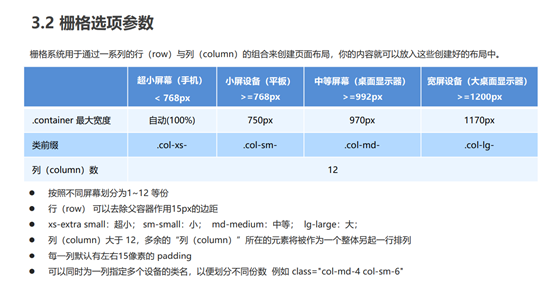 3.2 栅格选项参数
栅格系统用于通过一系列的行（row）与列（column）的组合来创建页面布局，你的内容就可以放入这些创建好的布局中。
超小屏幕（手机） 小屏设备（平板） 中等屏幕（桌面显示器） 宽屏设备（大桌面显示器）
< 768px >=768px >=992px >=1200px
.container 最大宽度 自动(100%) 750px 970px 1170px
类前缀 .col-xs- .col-sm- .col-md- .col-lg-
列（column）数 12
● 按照不同屏幕划分为1~12 等份
● 行（row） 可以去除父容器作用15px的边距
● xs-extra small：超小； sm-small：小； md-medium：中等； lg-large：大；
● 列（column）大于 12，多余的“列（column）”所在的元素将被作为一个整体另起一行排列
● 每一列默认有左右15像素的 padding
● 可以同时为一列指定多个设备的类名，以便划分不同份数 例如 class="col-md-4 col-sm-6"